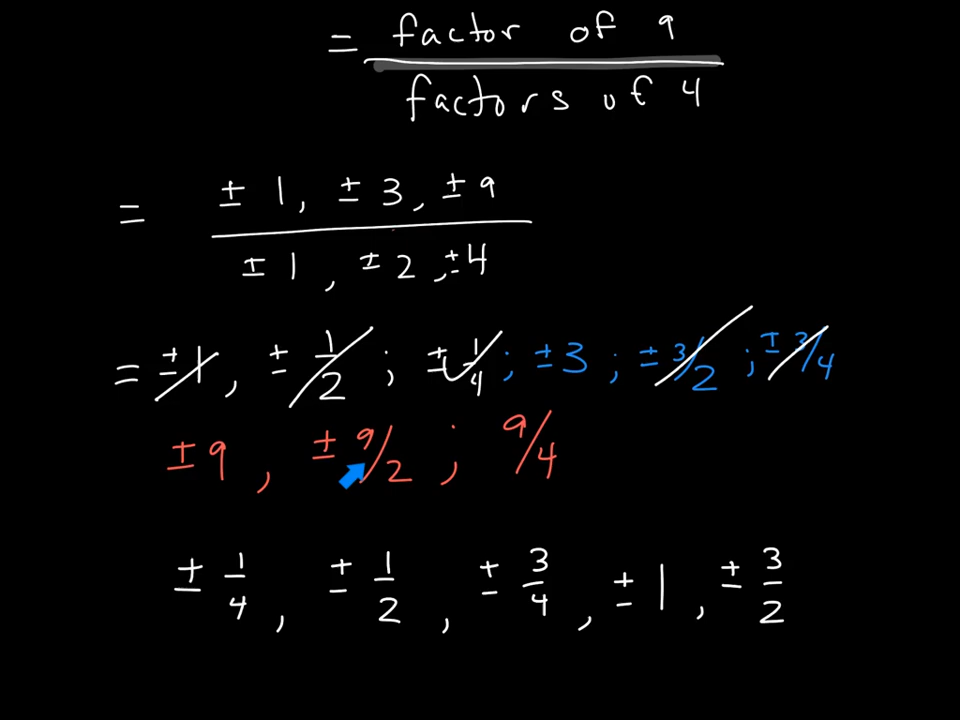 = factor of 9
factors of 4
= ± 1, ± 3, ± 9
± 1, ± 2, ± 4
= ± 1, ± 1/2 ; ± 1/4 ; ± 3 ; ± 3/2 ; ± 3/4
± 9, ± 9/2 ; 9/4
± 1/4, ± 1/2, ± 3/4, ± 1, ± 3/2